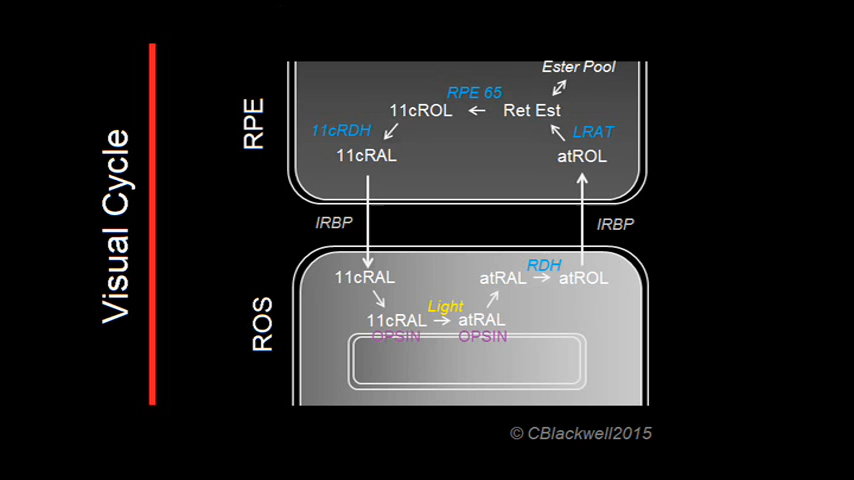 Visual Cycle
RPE
Ester Pool
RPE 65
11cROL
Ret Est
11cRDH
LRAT
11cRAL
atROL
IRBP
IRBP
ROS
RDH
11cRAL
atRAL
atROL
Light
11cRAL
atRAL
OPSIN
OPSIN
© CBlackwell2015